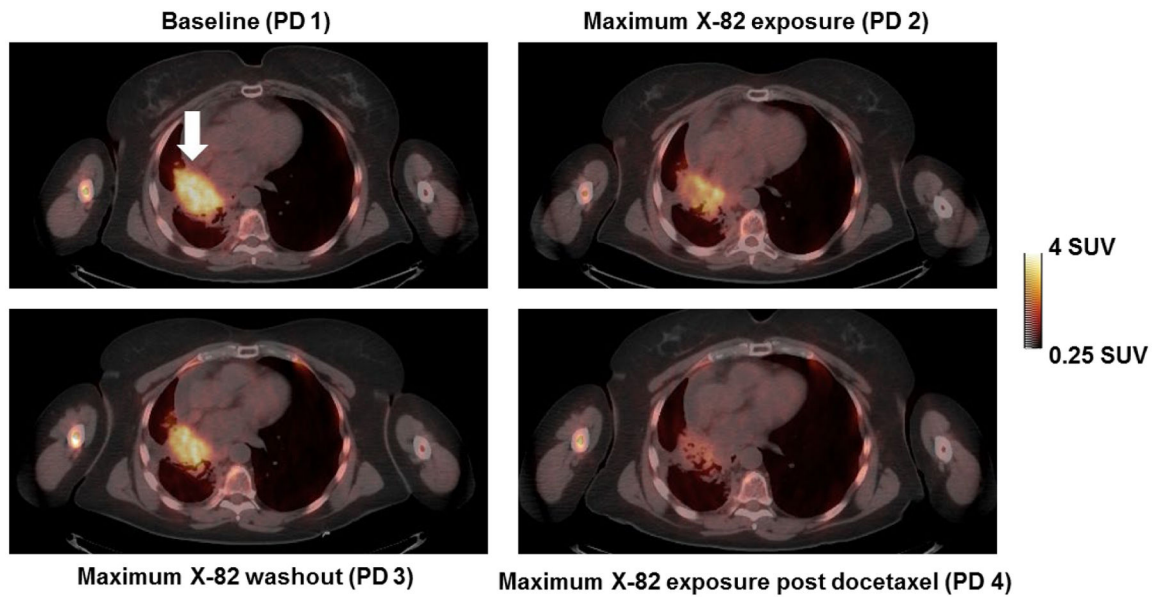 Baseline (PD 1)
Maximum X-82 exposure (PD 2)
4 SUV
0.25 SUV
Maximum X-82 washout (PD 3)
Maximum X-82 exposure post docetaxel (PD 4)